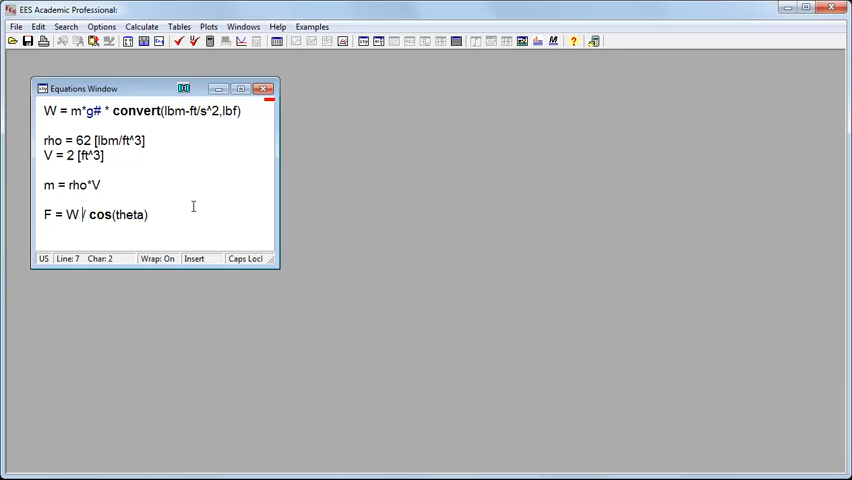 EES Academic Professional:
File Edit Search Options Calculate Tables Plots Windows Help Examples
Equations Window
W = m*g# * convert(lbm-ft/s^2,lbf)
rho = 62 [lbm/ft^3]
V = 2 [ft^3]
m = rho*V
F = W / cos(theta)
US Line: 7 Char: 2 Wrap: On Insert Caps Locl